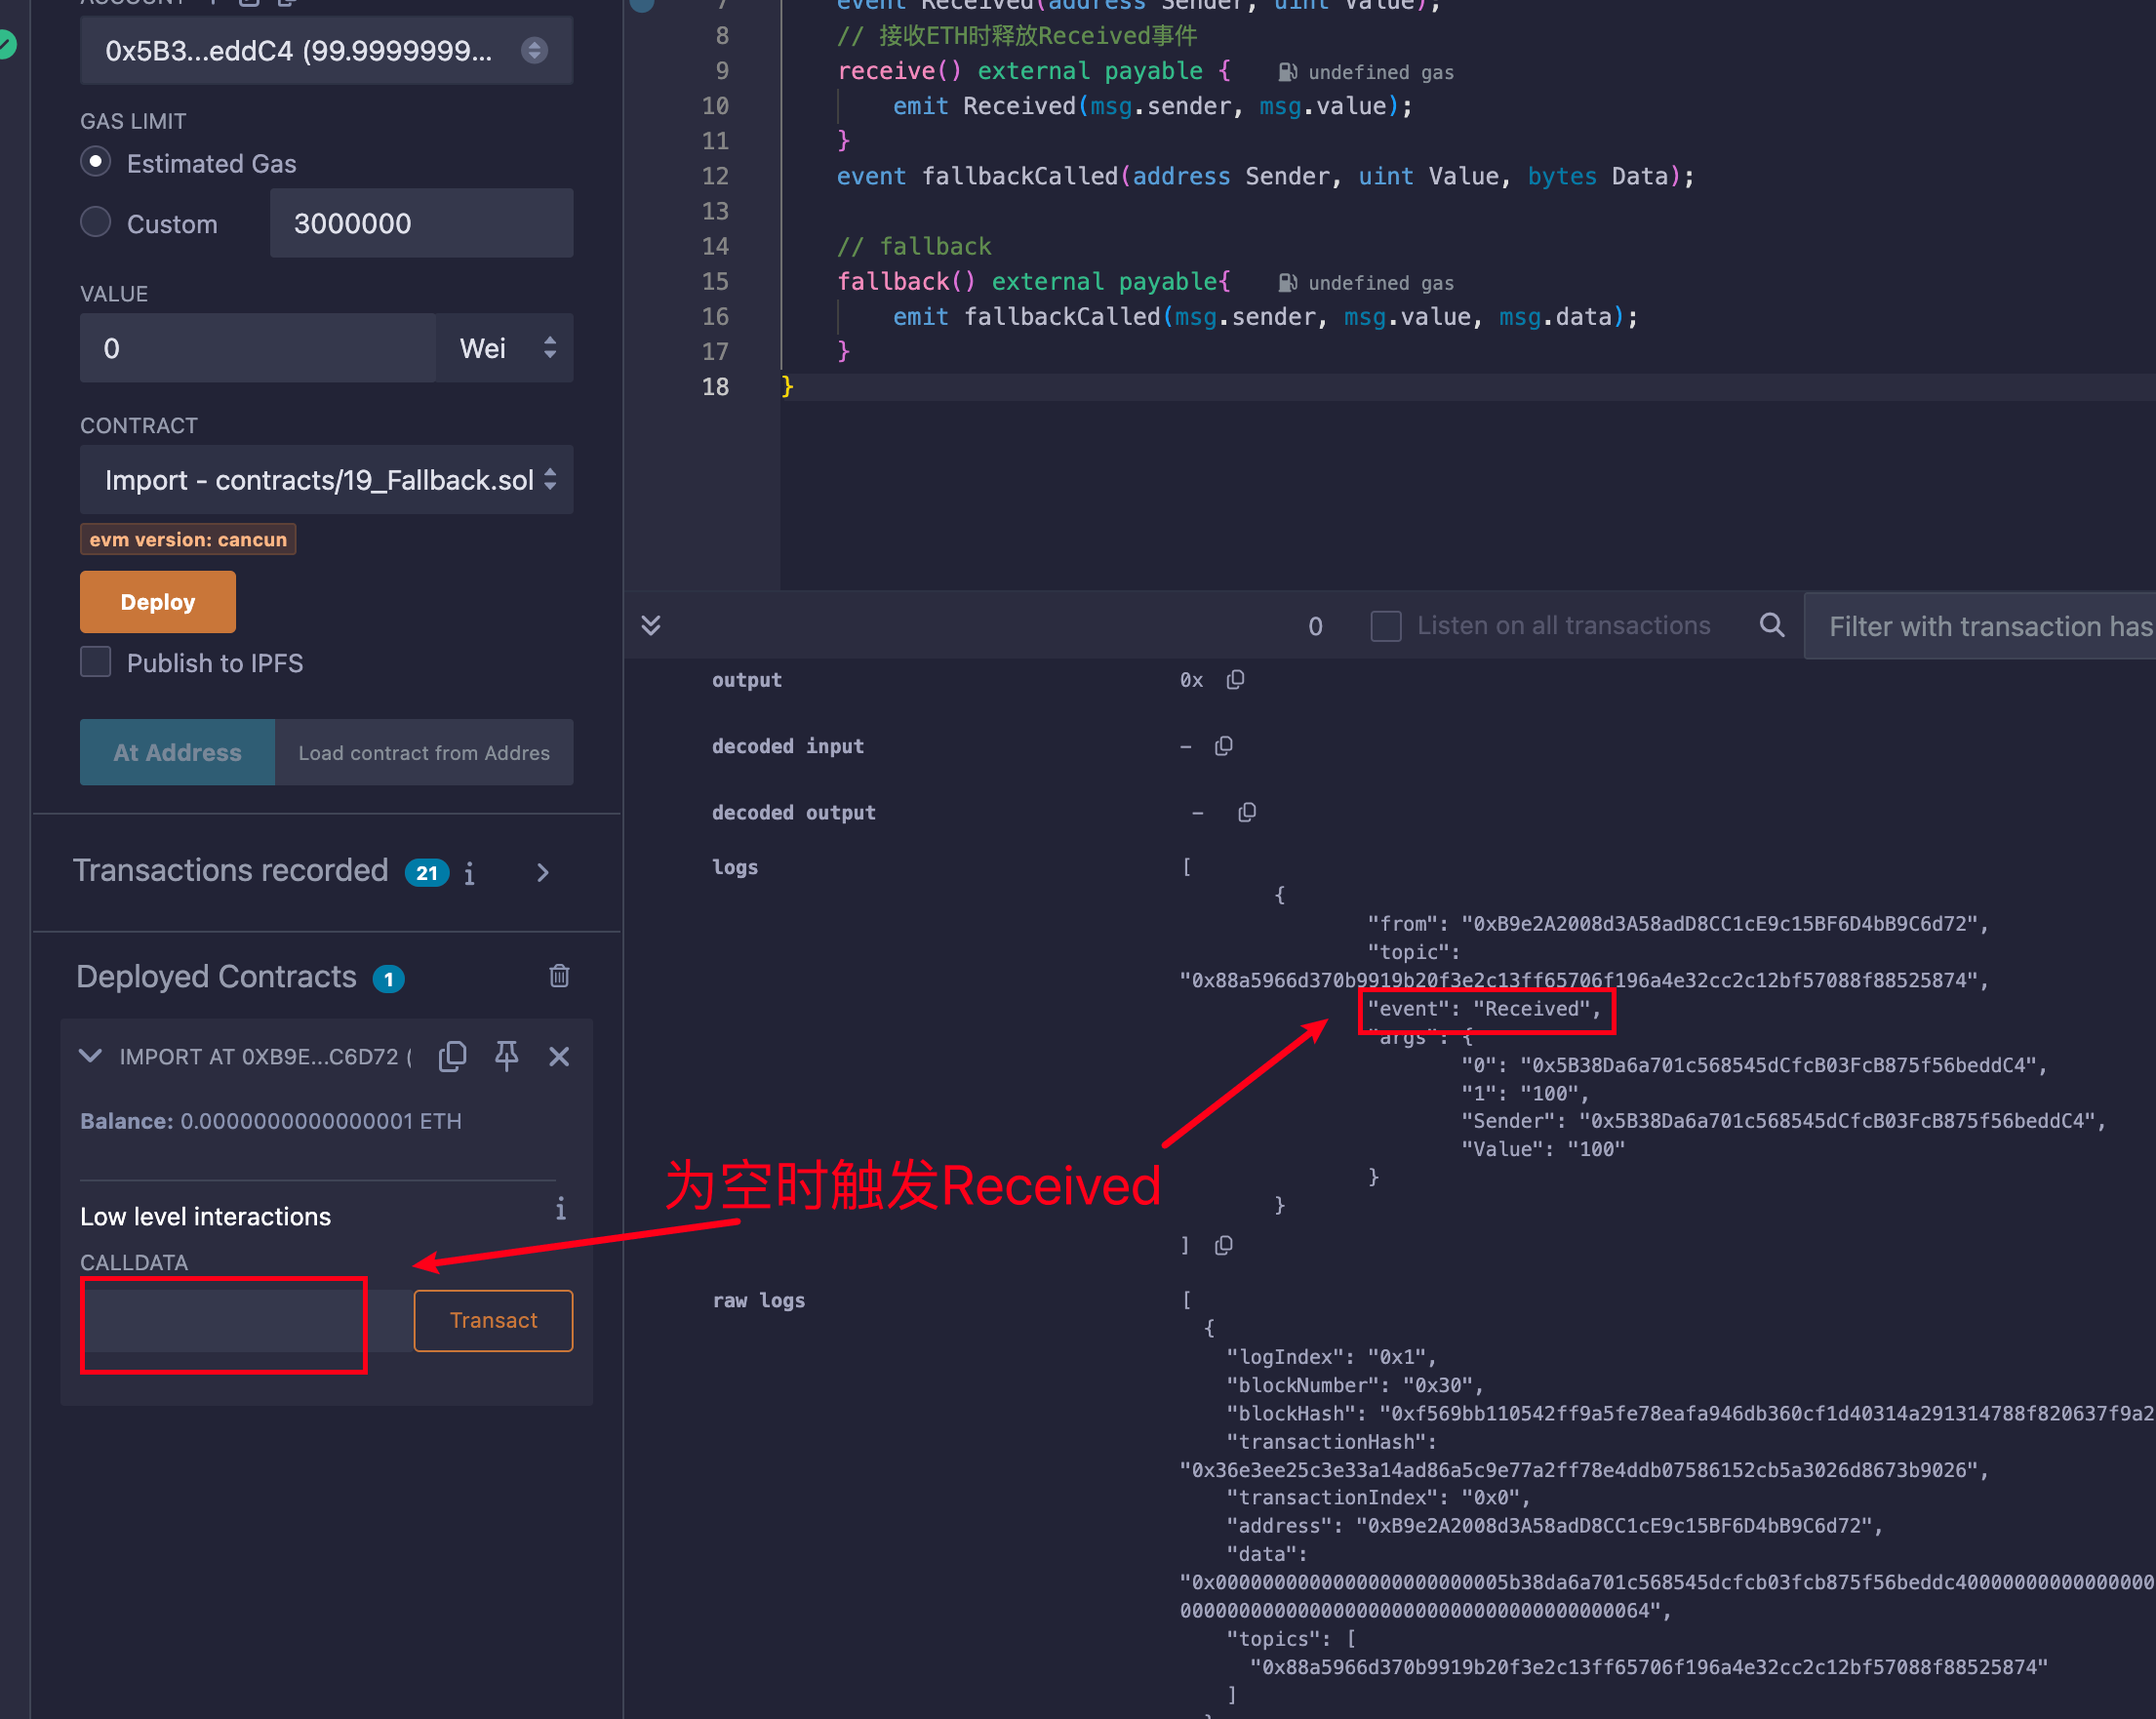 ACCOUNT
0x5B3...eddC4 (99.9999999...
GAS LIMIT
Estimated Gas
Custom
3000000
VALUE
0
Wei
CONTRACT
Import - contracts/19_Fallback.sol
evm version: cancun
Deploy
Publish to IPFS
At Address
Load contract from Addres
Transactions recorded 21 i
Deployed Contracts 1
IMPORT AT 0XB9E...C6D72 (
Balance: 0.0000000000000001 ETH
Low level interactions
CALLDATA
Transact
7 event Received(address Sender, uint Value);
8 // 接收ETH时释放Received事件
9 receive() external payable { undefined gas
10 emit Received(msg.sender, msg.value);
11 }
12 event fallbackCalled(address Sender, uint Value, bytes Data);
13
14 // fallback
15 fallback() external payable{ undefined gas
16 emit fallbackCalled(msg.sender, msg.value, msg.data);
17 }
18 }
0
Listen on all transactions
Filter with transaction has
output 0x
decoded input -
decoded output -
logs [
{
"from": "0xB9e2A2008d3A58adD8CC1cE9c15BF6D4bB9C6d72",
"topic":
"0x88a5966d370b9919b20f3e2c13ff65706f196a4e32cc2c12bf57088f88525874",
"event": "Received",
"args": {
"0": "0x5B38Da6a701c568545dCfcB03FcB875f56beddC4",
"1": "100",
"Sender": "0x5B38Da6a701c568545dCfcB03FcB875f56beddC4",
"Value": "100"
}
}
]
为空时触发Received
raw logs [
{
"logIndex": "0x1",
"blockNumber": "0x30",
"blockHash": "0xf569bb110542ff9a5fe78eafa946db360cf1d40314a291314788f820637f9a2
"transactionHash":
"0x36e3ee25c3e33a14ad86a5c9e77a2ff78e4ddb07586152cb5a3026d8673b9026",
"transactionIndex": "0x0",
"address": "0xB9e2A2008d3A58adD8CC1cE9c15BF6D4bB9C6d72",
"data":
"0x0000000000000000000000005b38da6a701c568545dcfcb03fcb875f56beddc400000000000000
0000000000000000000000000000000000000064",
"topics": [
"0x88a5966d370b9919b20f3e2c13ff65706f196a4e32cc2c12bf57088f88525874"
]